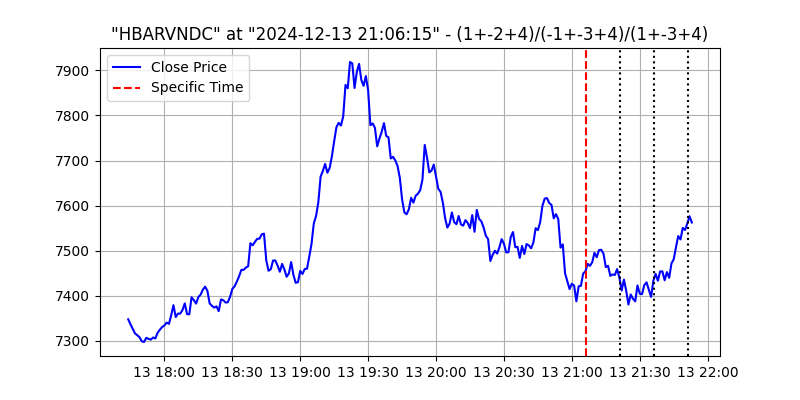 "HBARVNDC" at "2024-12-13 21:06:15" - (1+-2+4)/(-1+-3+4)/(1+-3+4)
Close Price
Specific Time
7900
7800
7700
7600
7500
7400
7300
13 18:00 13 18:30 13 19:00 13 19:30 13 20:00 13 20:30 13 21:00 13 21:30 13 22:00